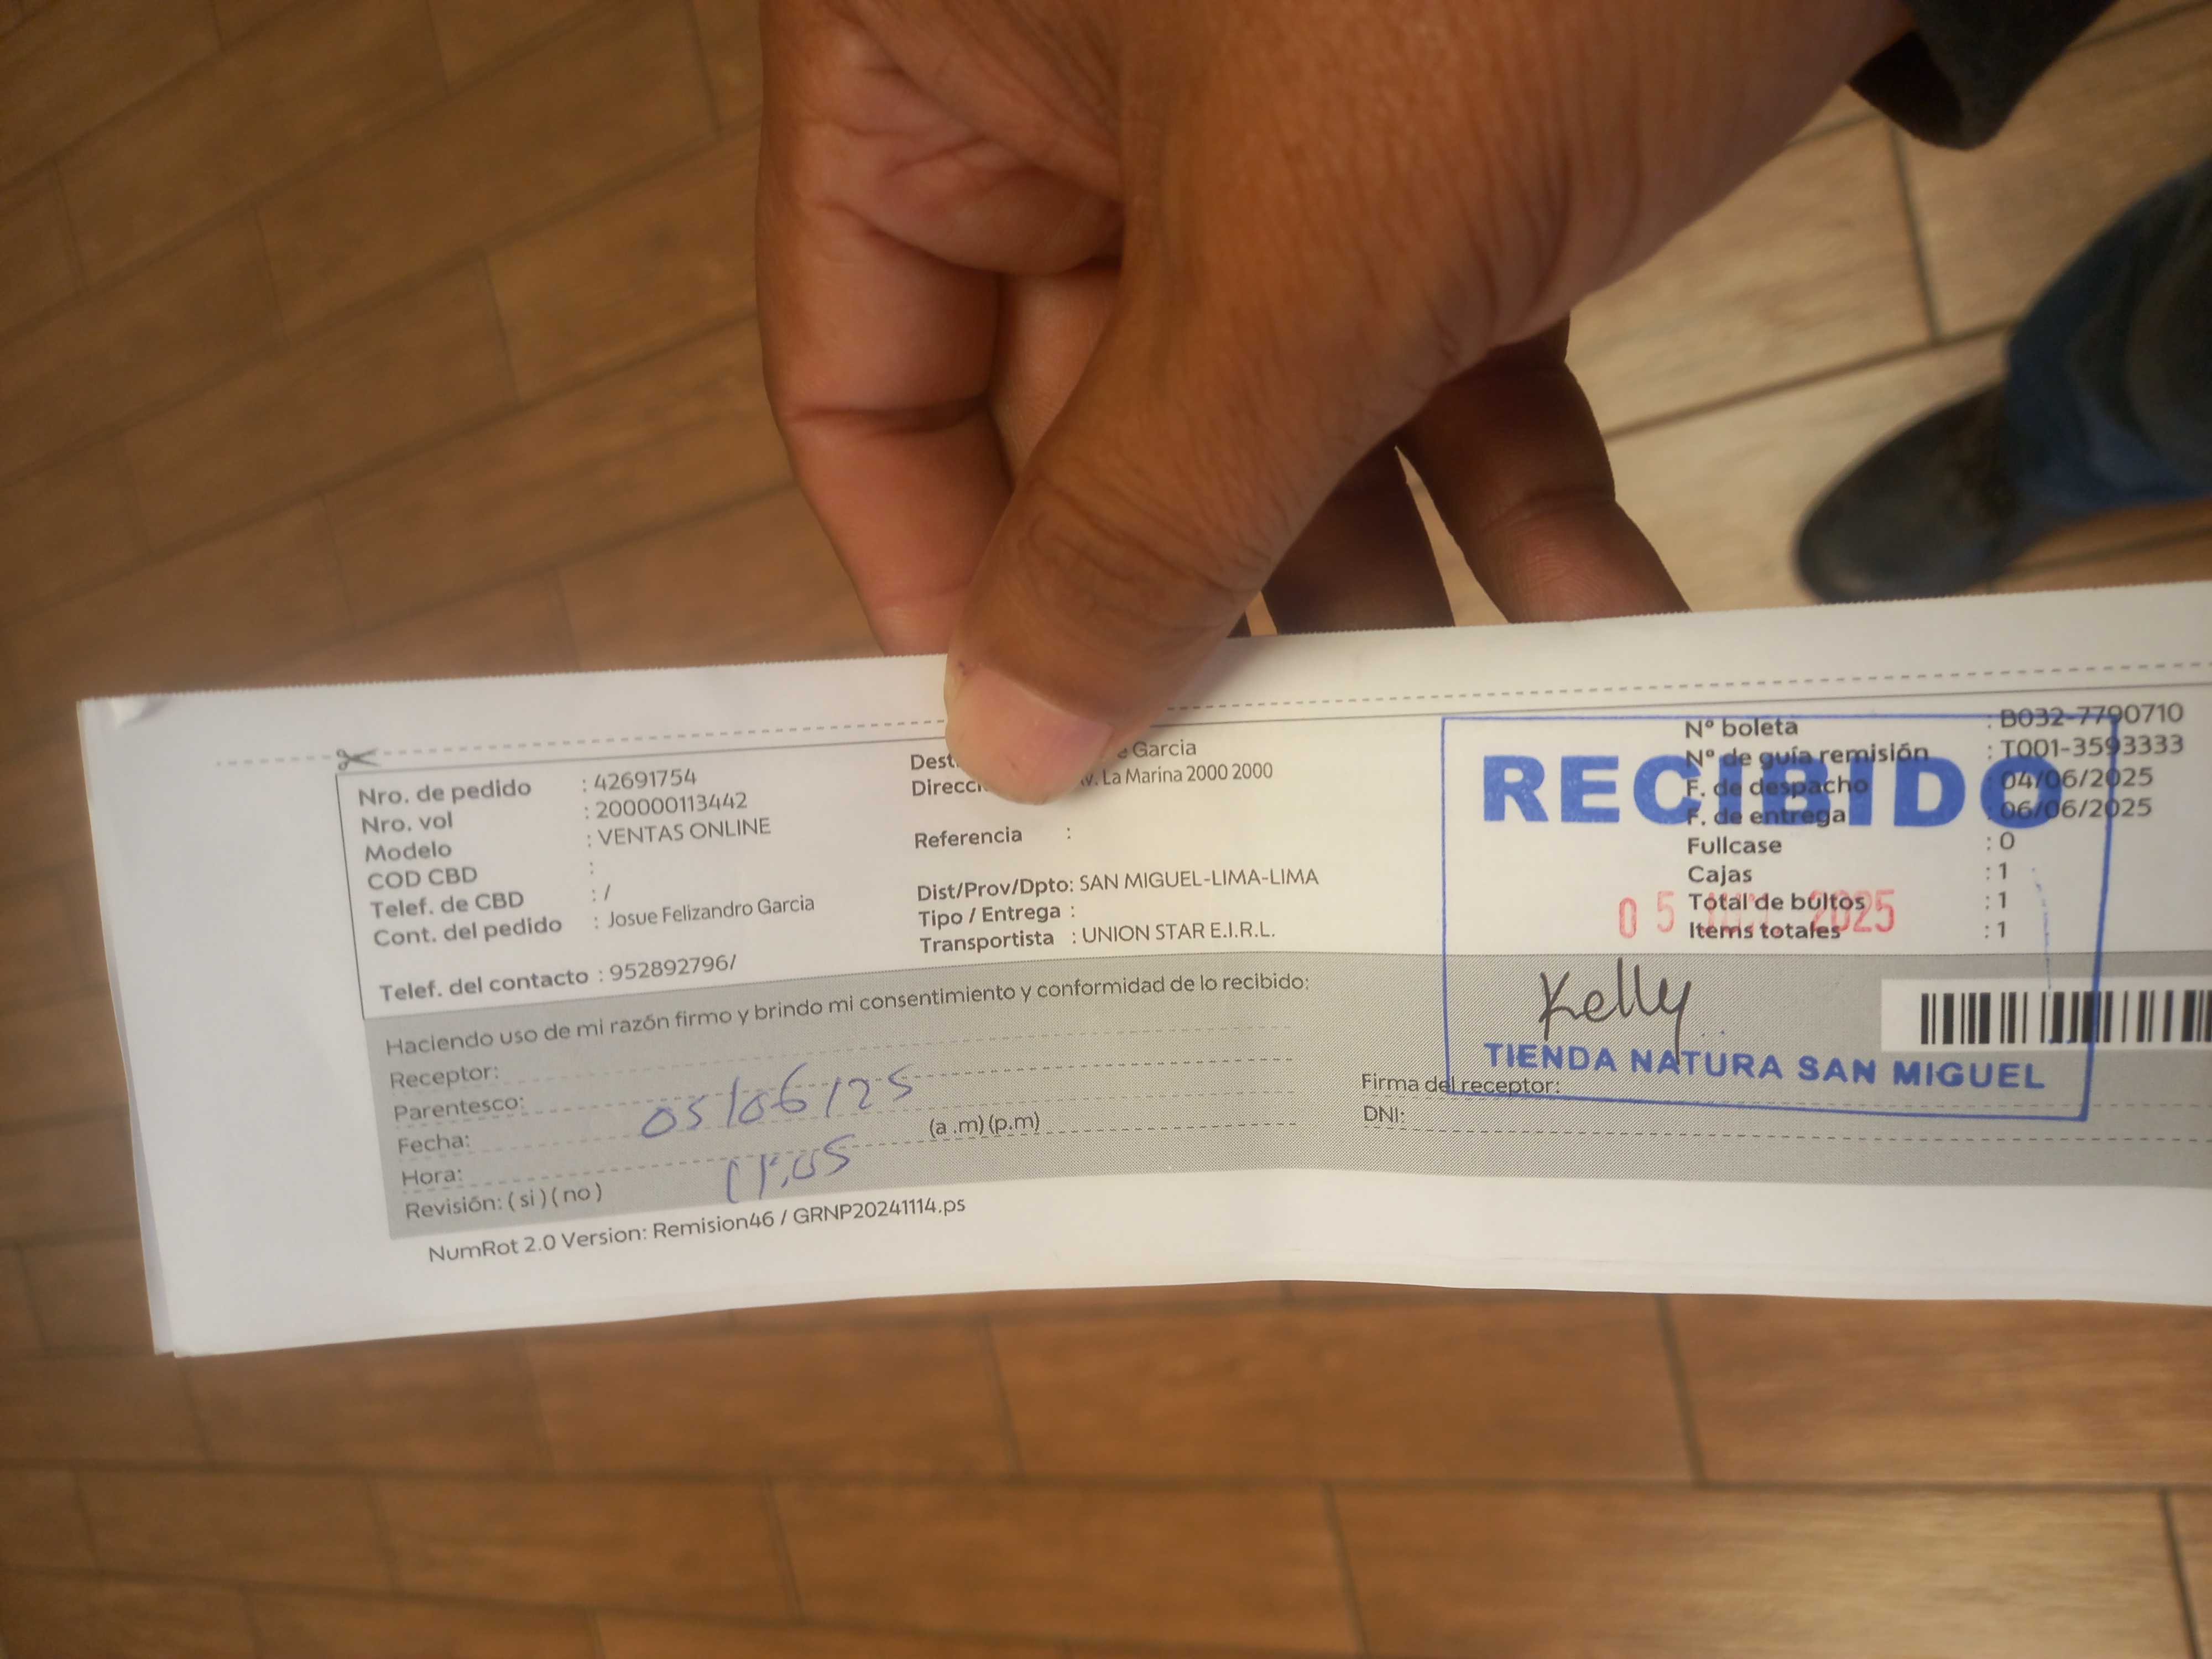 Nro. de pedido : 42691754
Nro. vol : 200000113442
Modelo : VENTAS ONLINE
COD CBD :
Telef. de CBD : /
Cont. del pedido : Josue Felizandro Garcia
Telef. del contacto : 952892796/
Dest. Garcia
Direcci v. La Marina 2000 2000
Referencia :
Dist/Prov/Dpto: SAN MIGUEL-LIMA-LIMA
Tipo / Entrega :
Transportista : UNION STAR E.I.R.L.
Nº boleta : B032-7790710
Nº de guía remisión : T001-3593333
F. de despacho : 04/06/2025
F. de entrega : 06/06/2025
Fullcase : 0
Cajas : 1
Total de bultos : 1
Items totales : 1
RECIBIDO
05 2025
Kelly
TIENDA NATURA SAN MIGUEL
Haciendo uso de mi razón firmo y brindo mi consentimiento y conformidad de lo recibido:
Receptor:
Parentesco:
Fecha: 05/06/25
Hora: 11:05 (a .m) (p.m)
Revisión: ( si ) ( no )
Firma del receptor:
DNI:
NumRot 2.0 Version: Remision46 / GRNP20241114.ps